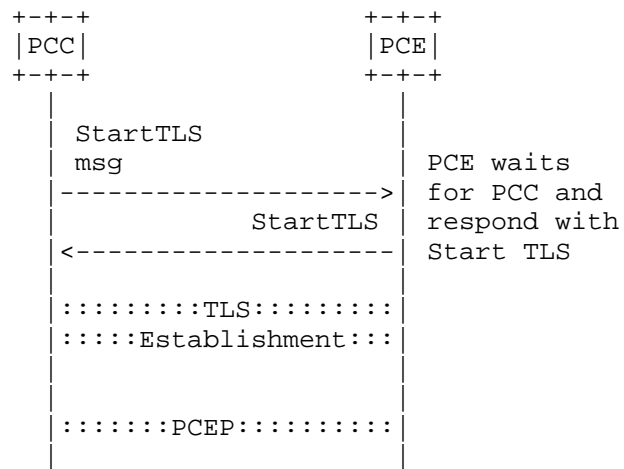 +-+-+ +-+-+
|PCC| |PCE|
+-+-+ +-+-+
| |
| StartTLS |
| msg | PCE waits
|-------------------->| for PCC and
| StartTLS | respond with
|<--------------------| Start TLS
| |
|:::::::::TLS:::::::::|
|:::::Establishment:::|
| |
| |
|:::::::PCEP::::::::::|
| |